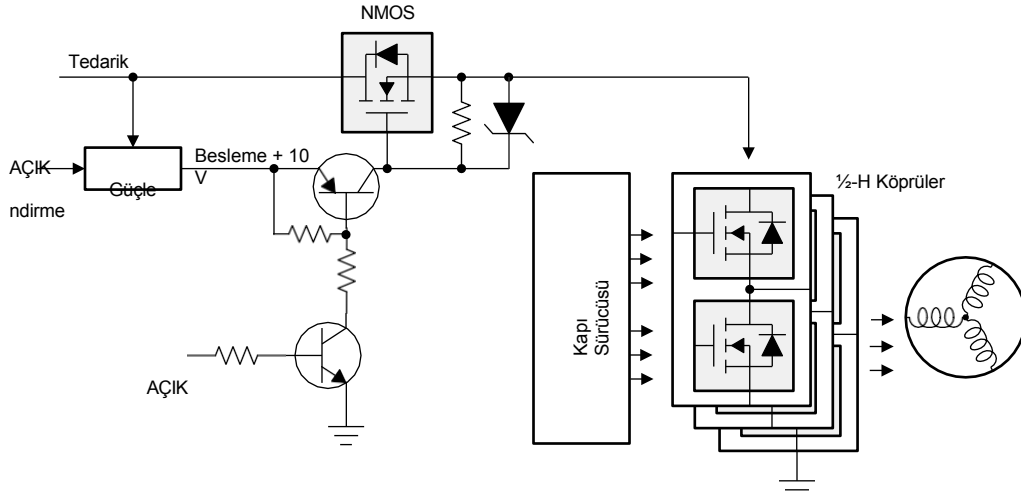 NMOS
Tedarik
AÇIK
Besleme + 10
V
Güçle
ndirme
½-H Köprüler
Kapı
Sürücüsü
AÇIK